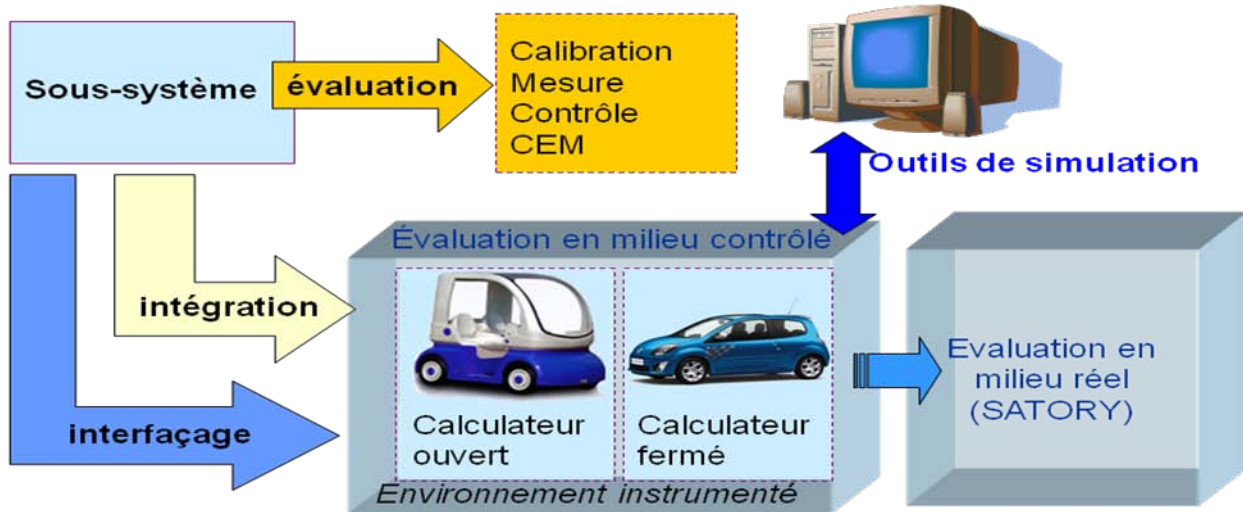 Sous-système
évaluation
Calibration
Mesure
Contrôle
CEM
Outils de simulation
intégration
interfaçage
Évaluation en milieu contrôlé
Calculateur
ouvert
Calculateur
fermé
Environnement instrumenté
Evaluation en
milieu réel
(SATORY)